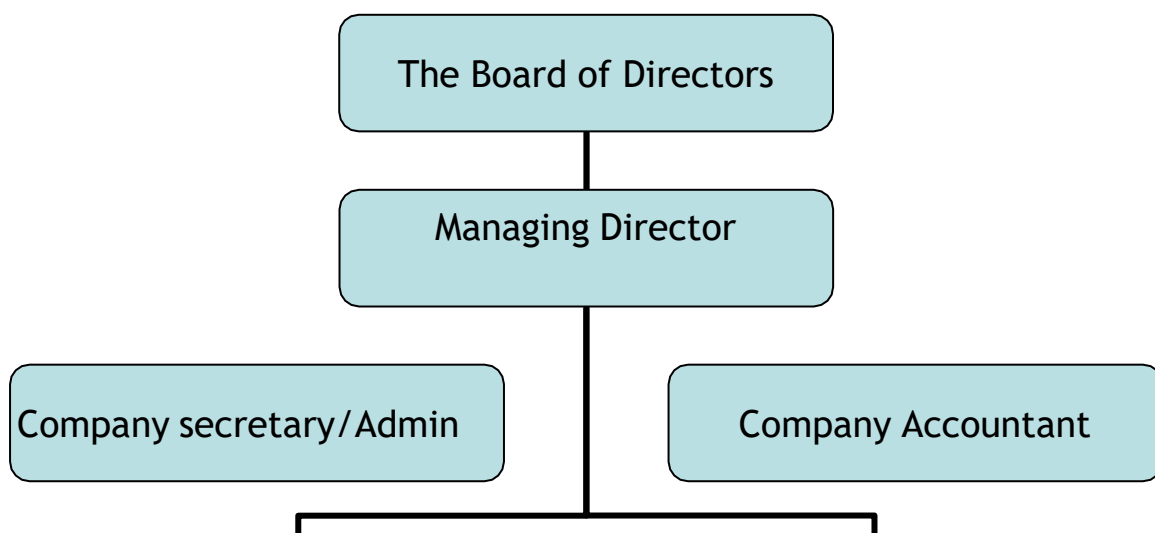 The Board of Directors
Managing Director
Company secretary/Admin
Company Accountant